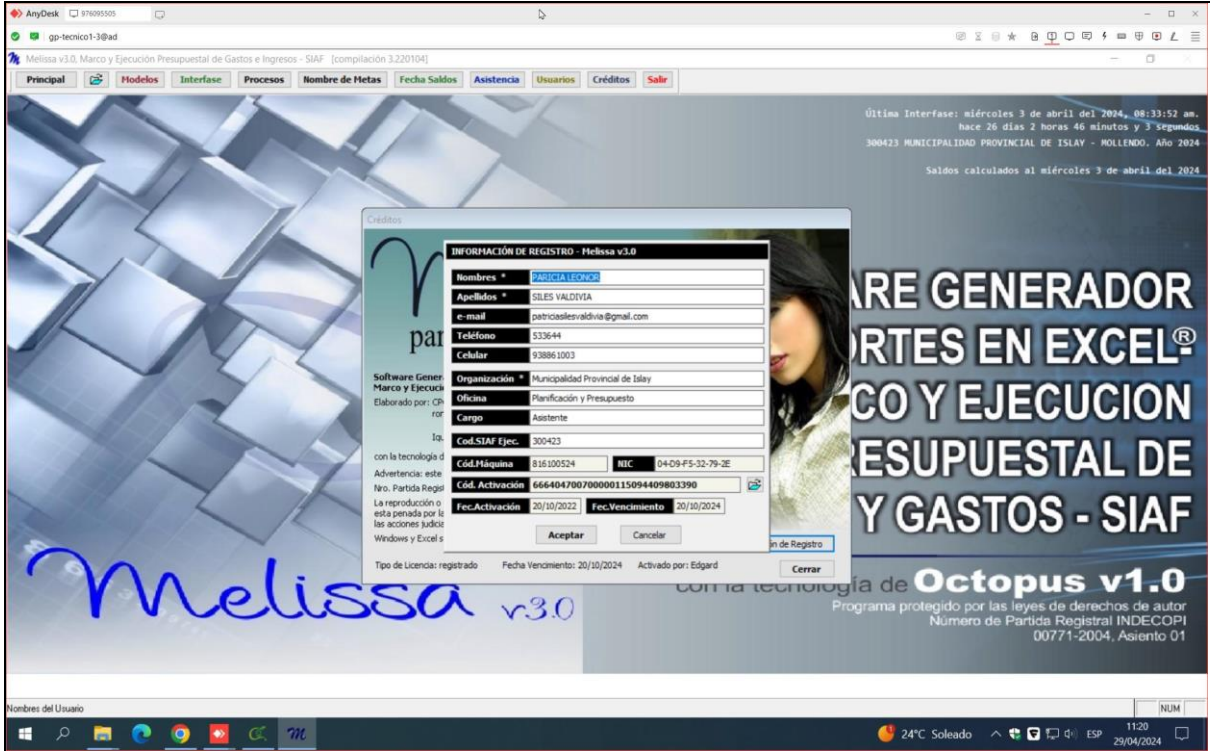 AnyDesk 976095505
gp-tecnico1-3@ad
Melissa v3.0, Marco y Ejecución Presupuestal de Gastos e Ingresos - SIAF [compilación 3.220104]
Principal Modelos Interfase Procesos Nombre de Metas Fecha Saldos Asistencia Usuarios Créditos Salir
Última Interfase: miércoles 3 de abril del 2024, 08:33:52 am.
hace 26 dias 2 horas 46 minutos y 3 segundos
300423 MUNICIPALIDAD PROVINCIAL DE ISLAY - MOLLENDO. Año 2024
Saldos calculados al miércoles 3 de abril del 2024
Créditos
INFORMACIÓN DE REGISTRO - Melissa v3.0
Nombres * PARICIA LEONOR
Apellidos * SILES VALDIVIA
e-mail patriciasilesvaldivia@gmail.com
Teléfono 533644
Celular 938861003
Organización * Municipalidad Provincial de Islay
Oficina Planificación y Presupuesto
Cargo Asistente
Cod.SIAF Ejec. 300423
Cód.Máquina 816100524 NIC 04-D9-F5-32-79-2E
Cód. Activación 666404700700000115094409803390
Fec.Activación 20/10/2022 Fec.Vencimiento 20/10/2024
Aceptar Cancelar
par
Software Gener
Marco y Ejecuci
Elaborado por: CP
ror
Iq.
con la tecnología d
Advertencia: este
Nro. Partida Regist
La reproducción o
esta penada por la
las acciones judicia
Windows y Excel s
ón de Registro
Tipo de Licencia: registrado Fecha Vencimiento: 20/10/2024 Activado por: Edgard
Cerrar
ARE GENERADOR
ORTES EN EXCEL®
CO Y EJECUCION
RESUPUESTAL DE
Y GASTOS - SIAF
Melissa v3.0
con la tecnología de Octopus v1.0
Programa protegido por las leyes de derechos de autor
Número de Partida Registral INDECOPI
00771-2004, Asiento 01
Nombres del Usuario
NUM
24°C Soleado
ESP
11:20
29/04/2024